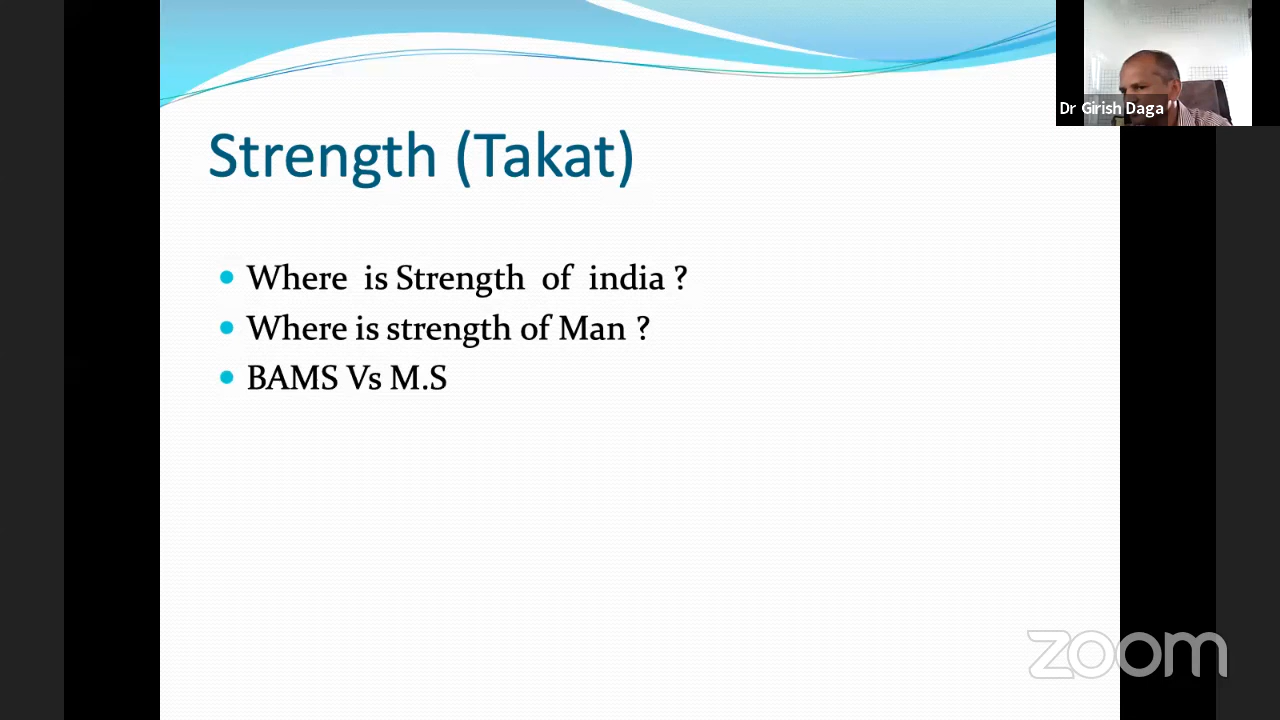 Dr Girish Daga
Strength (Takat)
Where is Strength of india ?
Where is strength of Man ?
BAMS Vs M.S
zoom